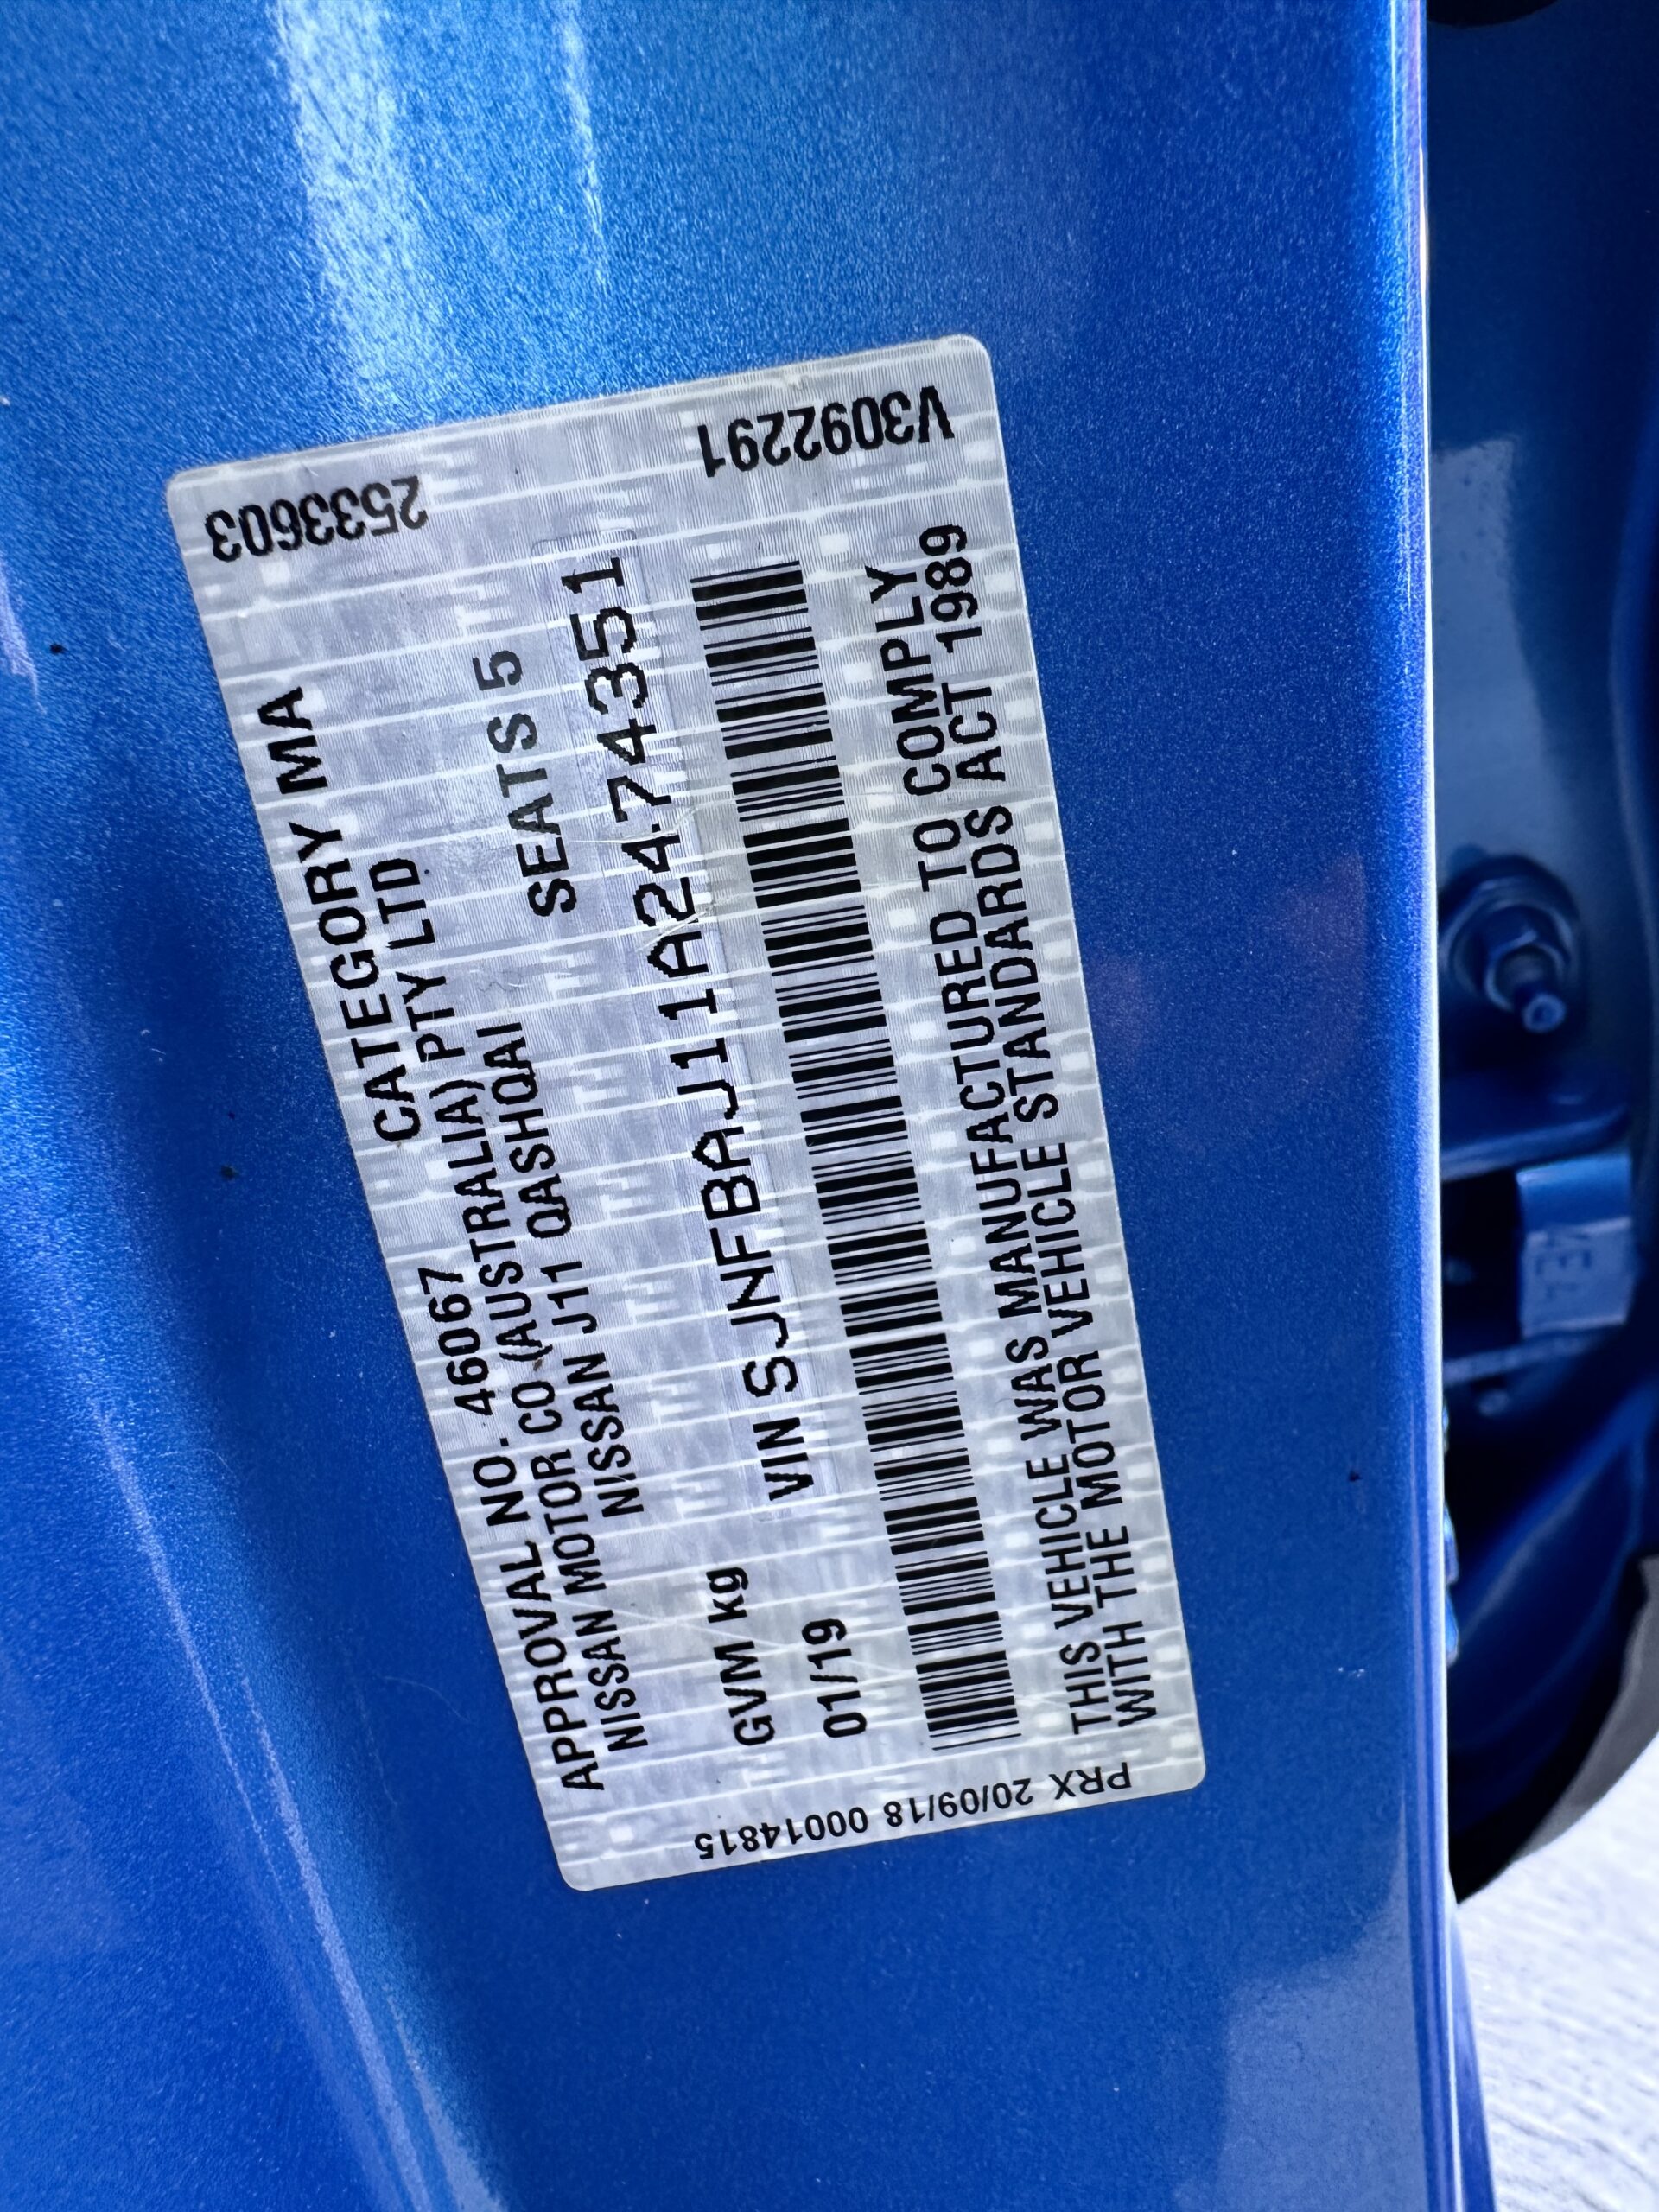 APPROVAL NO. 46067 CATEGORY MA
NISSAN MOTOR CO (AUSTRALIA) PTY LTD
NISSAN J11 QASHQAI
GVM kg SEATS 5
01/19 VIN SJNFBAJ11A2474351
THIS VEHICLE WAS MANUFACTURED TO COMPLY
WITH THE MOTOR VEHICLE STANDARDS ACT 1989
PRX 20/09/18 00014815
V3092291 2533603